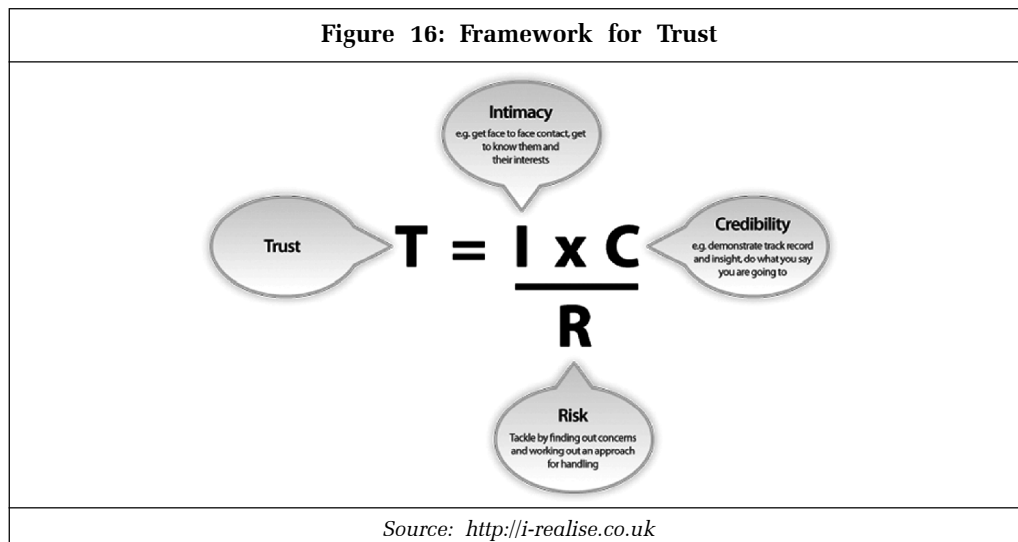 Figure 16: Framework for Trust
Intimacy
e.g. get face to face contact, get
to know them and
their interests
Trust
T = I x C
R
Credibility
e.g. demonstrate track record
and insight, do what you say
you are going to
Risk
Tackle by finding out concerns
and working out an approach
for handling
Source: http://i-realise.co.uk